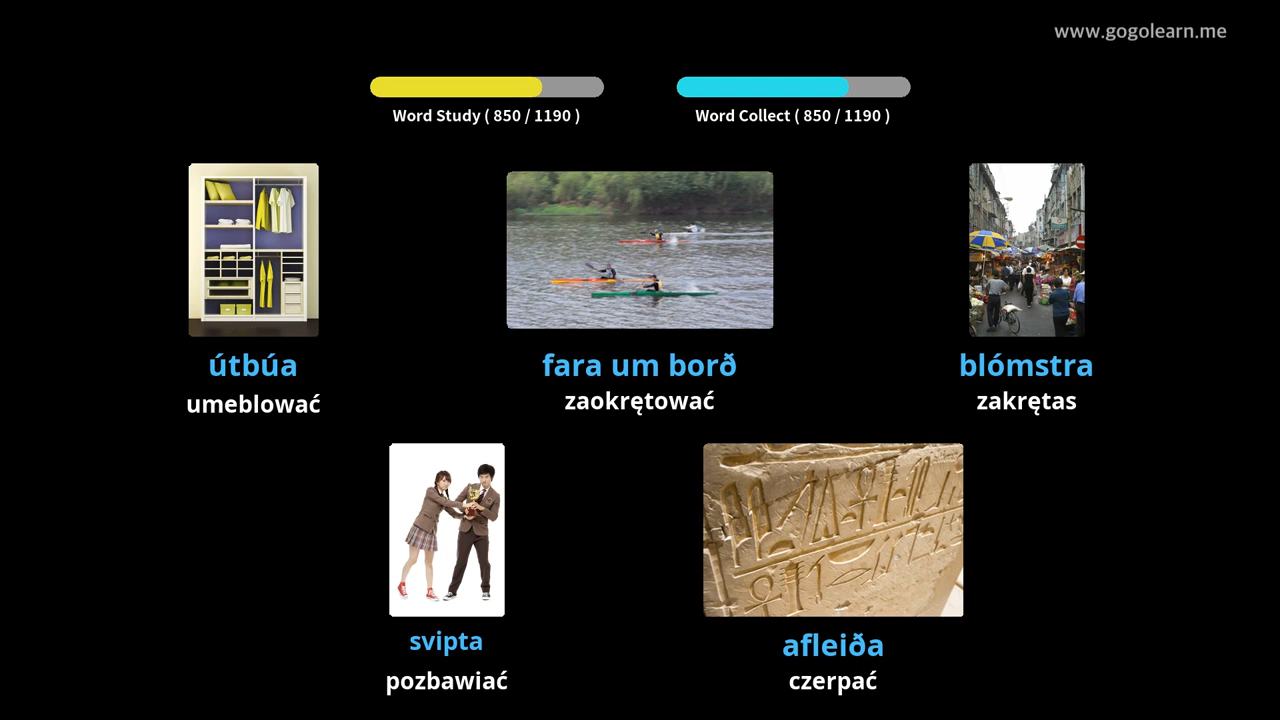 www.gogolearn.me
Word Study ( 850 / 1190 )
Word Collect ( 850 / 1190 )
útbúa
umeblować
fara um borð
zaokrętować
blómstra
zakrętas
svipta
pozbawiać
afleiða
czerpać